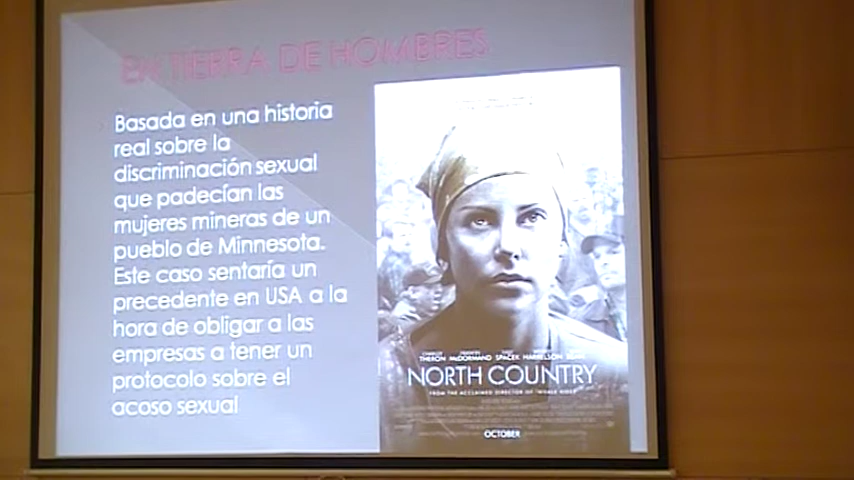 EN TIERRA DE HOMBRES
Basada en una historia
real sobre la
discriminación sexual
que padecían las
mujeres mineras de un
pueblo de Minnesota.
Este caso sentaría un
precedente en USA a la
hora de obligar a las
empresas a tener un
protocolo sobre el
acoso sexual
THERON McDORMAND SPACEK HARRELSON
NORTH COUNTRY
FROM THE ACCLAIMED DIRECTOR OF
OCTOBER